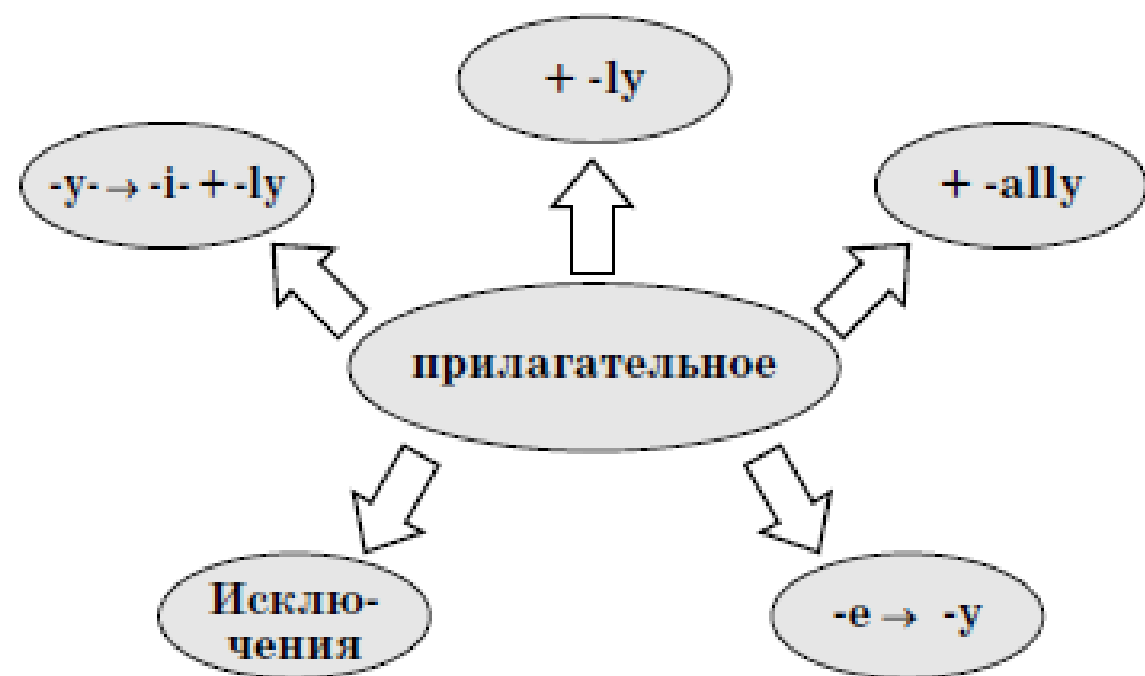 + -ly
-y- → -i- + -ly
+ -ally
прилагательное
Исклю-
чения
-e → -y